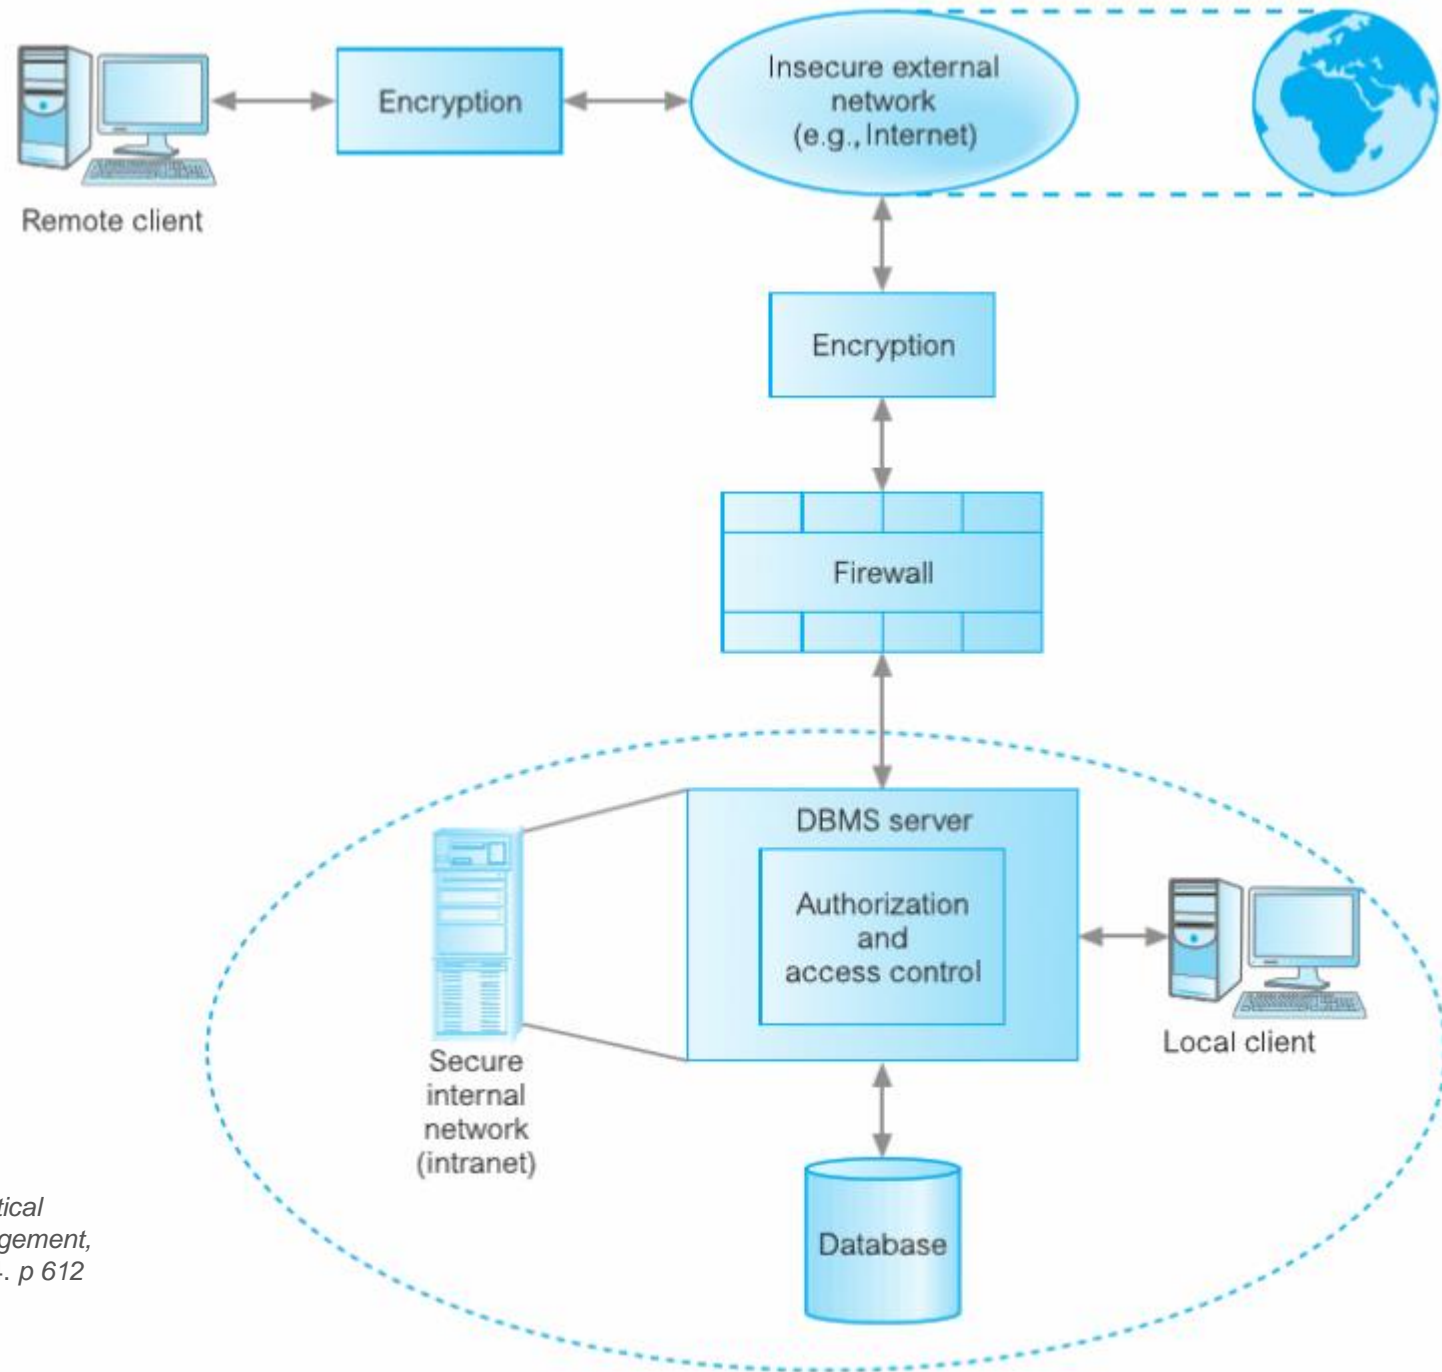 Remote client
Encryption
Insecure external
network
(e.g., Internet)
Encryption
Firewall
DBMS server
Authorization
and
access control
Secure
internal
network
(intranet)
Local client
Database
tical
gement,
. p 612